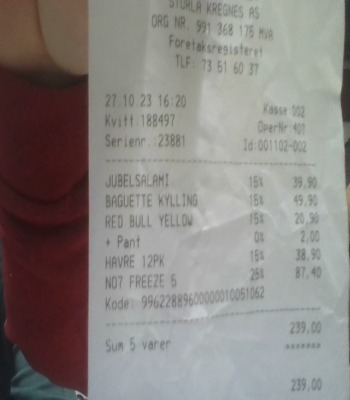 STURLA KREGNES AS
ORG NR. 991 368 175 MVA
Foretaksregisteret
TLF: 73 51 60 37
27.10.23 16:20 Kasse:002
Kvitt:188497 OperNr:407
Serienr.:23881 Id:001102-002
JUBELSALAMI 15% 39,90
BAGUETTE KYLLING 15% 49,90
RED BULL YELLOW 15% 20,90
+ Pant 0% 2,00
HAVRE 12PK 15% 38,90
NO7 FREEZE 5 25% 87,40
Kode: 99622889600000010051062
239,00
Sum 5 varer =======
239,00